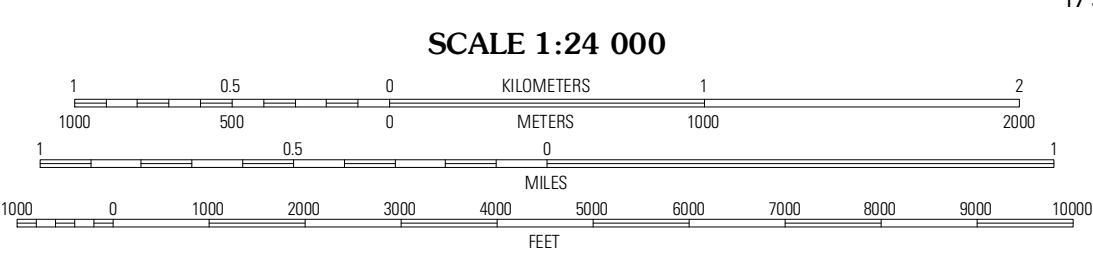 SCALE 1:24 000
1 0.5 0 KILOMETERS 1 2
1000 500 0 METERS 1000 2000
1 0.5 0 1
MILES
1000 0 1000 2000 3000 4000 5000 6000 7000 8000 9000 10000
FEET